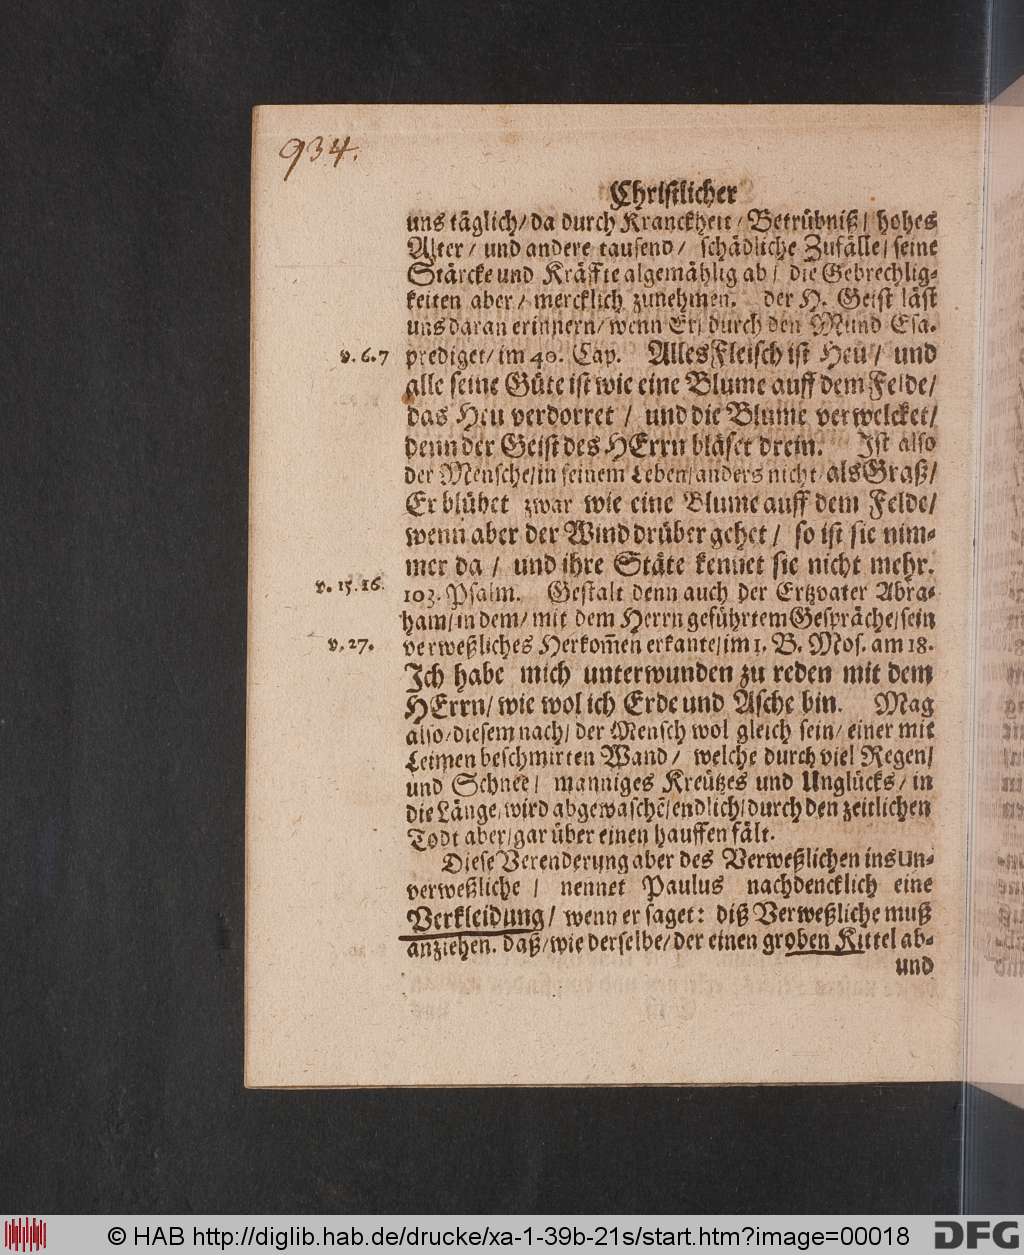 934.
Christlicher
uns täglich/ da durch Kranckheit/ Betrübniß/ hohes
Alter/ und andere tausend/ schädliche Zufälle/ seine
Stärcke und Kräffte algemählig ab/ die Gebrechlig-
keiten aber/ mercklich zunehmen. der H. Geist läst
uns daran erinnern/ wenn Er/ durch den Mund Esa.
v. 6. 7 prediget/ im 40. Cap. Alles Fleisch ist Heu/ und
alle seine Güte ist wie eine Blume auff dem Felde/
das Heu verdorret/ und die Blume verwelcket/
denn der Geist des HErrn bläset drein. Ist also
der Mensche/ in seinem Leben/ anders nicht/ als Graß/
Er blühet zwar wie eine Blume auff dem Felde/
wenn aber der Wind drüber gehet/ so ist sie nim-
mer da/ und ihre Stäte kennet sie nicht mehr.
v. 15. 16. 103. Psalm. Gestalt denn auch der Ertzvater Abra-
ham/ in dem/ mit dem Herrn geführtem Gespräche/ sein
v. 27. verweßliches Herkom̃en erkante/ im 1. B. Mos. am 18.
Ich habe mich unterwunden zu reden mit dem
HErrn/ wie wol ich Erde und Asche bin. Mag
also/ diesem nach/ der Mensch wol gleich sein/ einer mit
Leimen beschmirten Wand/ welche durch viel Regen/
und Schnee/ manniges Kreützes und Unglücks/ in
die Länge/ wird abgewaschẽ/ endlich/ durch den zeitlichen
Todt aber/ gar über einen hauffen fält.
Diese Verenderung aber des Verweßlichen ins Un-
verweßliche/ nennet Paulus nachdencklich eine
Verkleidung/ wenn er saget: diß Verweßliche muß
anziehen. daß/ wie derselbe/ der einen groben Kittel ab-
und
© HAB http://diglib.hab.de/drucke/xa-1-39b-21s/start.htm?image=00018
DFG